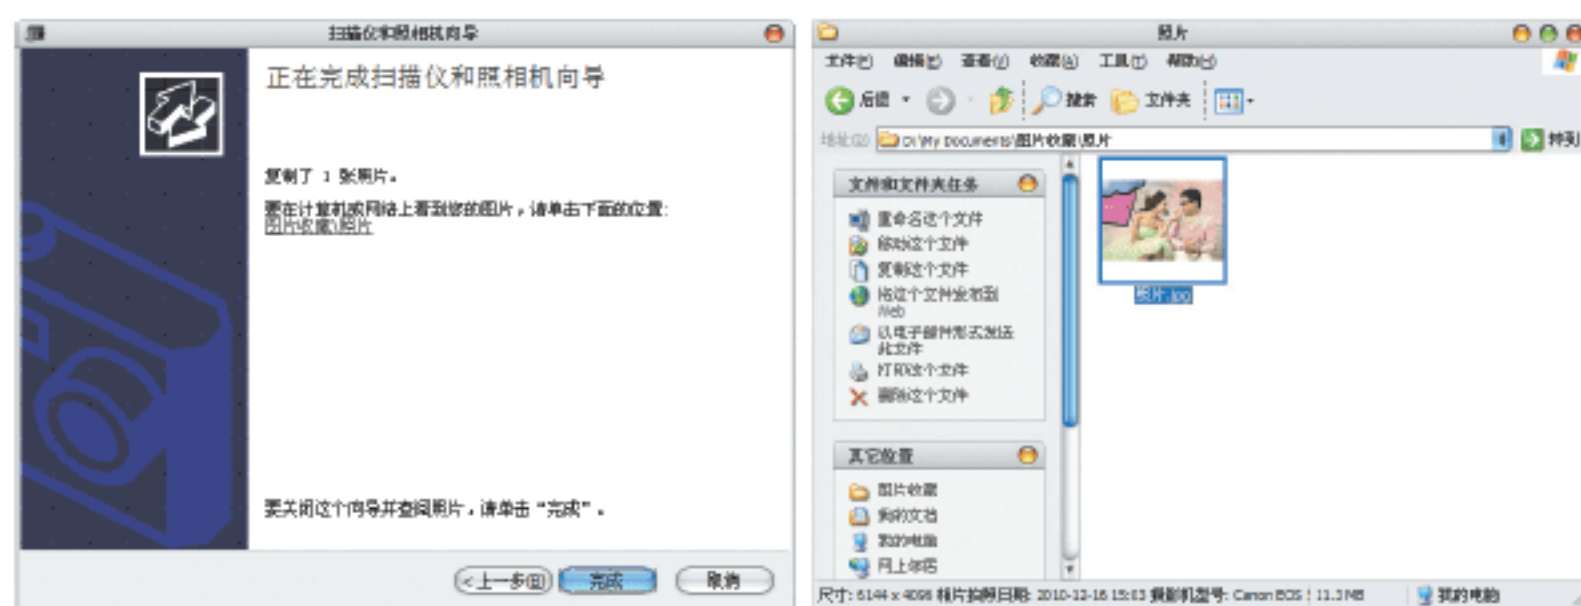 扫描仪和照相机向导
正在完成扫描仪和照相机向导
复制了 1 张照片。
要在计算机或网络上看到您的图片，请单击下面的位置：
图片收藏\照片
要关闭这个向导并查阅照片，请单击“完成”。
<上一步(B) 完成 取消
照片
文件(F) 编辑(E) 查看(V) 收藏(A) 工具(T) 帮助(H)
后退 搜索 文件夹
地址(D) D:\My Documents\图片收藏\照片 转到
文件和文件夹任务
重命名这个文件
移动这个文件
复制这个文件
将这个文件发布到
Web
以电子邮件形式发送
此文件
打印这个文件
删除这个文件
其它位置
图片收藏
我的文档
我的电脑
网上邻居
照片.jpg
尺寸: 6144 x 4096 相片拍照日期: 2010-12-16 15:03 摄影机型号: Canon EOS 11.3 MB 我的电脑